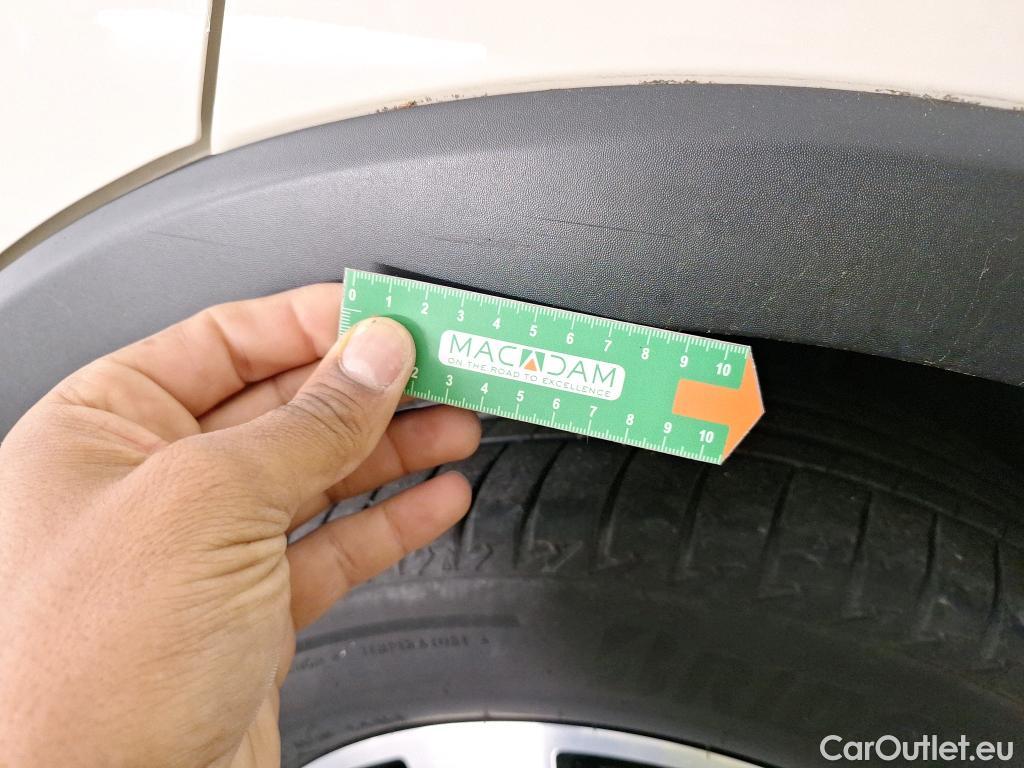 0 1 2 3 4 5 6 7 8 9 10
MACADAM
ON THE ROAD TO EXCELLENCE
2 3 4 5 6 7 8 9 10
TEMPERATURE A
CarOutlet.eu